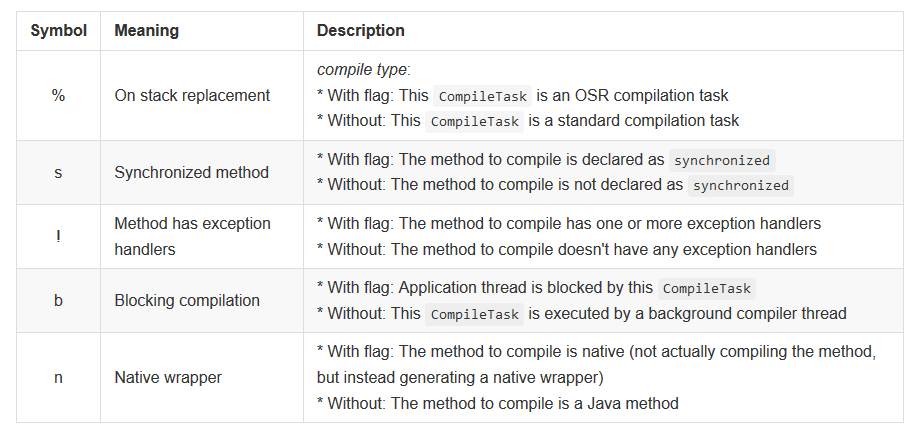 Symbol Meaning Description
compile type:
* With flag: This CompileTask is an OSR compilation task
% On stack replacement
* Without: This CompileTask is a standard compilation task
* With flag: The method to compile is declared as synchronized
s Synchronized method
* Without: The method to compile is not declared as synchronized
! Method has exception
handlers
* With flag: The method to compile has one or more exception handlers
* Without: The method to compile doesn't have any exception handlers
b Blocking compilation
* With flag: Application thread is blocked by this CompileTask
* Without: This CompileTask is executed by a background compiler thread
n Native wrapper
* With flag: The method to compile is native (not actually compiling the method,
but instead generating a native wrapper)
* Without: The method to compile is a Java method